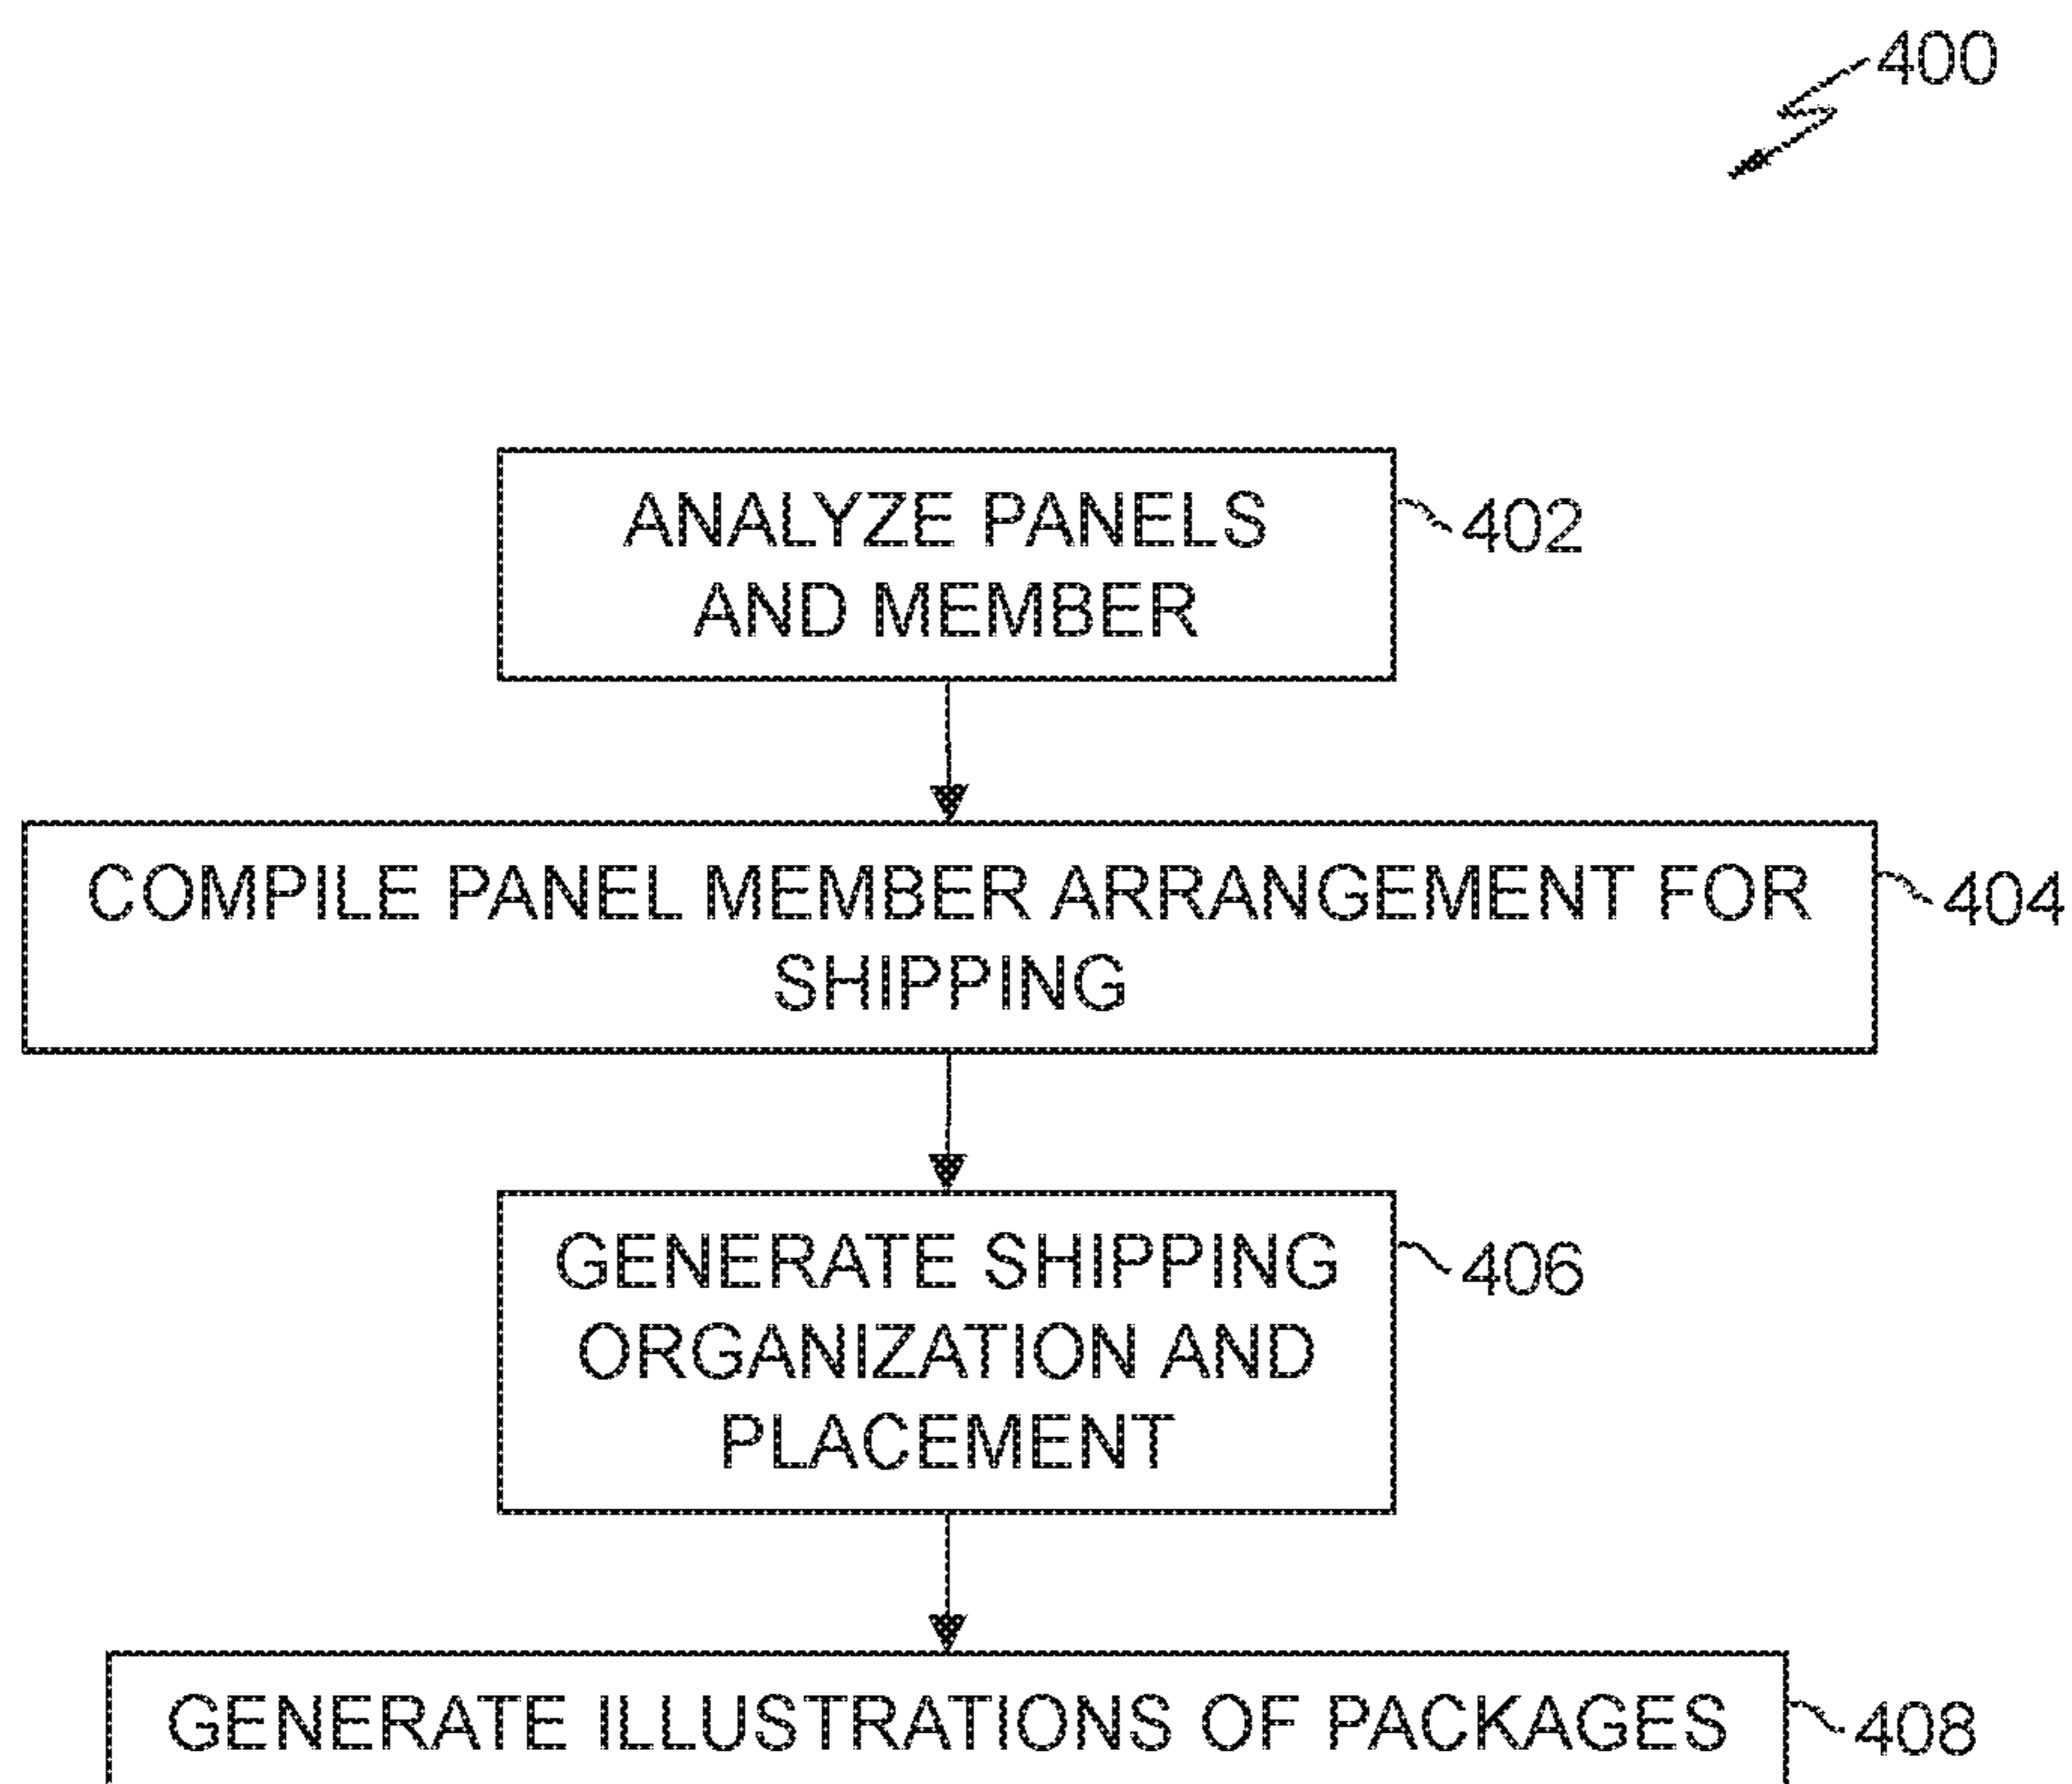 400
ANALYZE PANELS
AND MEMBER
402
COMPILE PANEL MEMBER ARRANGEMENT FOR
SHIPPING
404
GENERATE SHIPPING
ORGANIZATION AND
PLACEMENT
406
GENERATE ILLUSTRATIONS OF PACKAGES
408